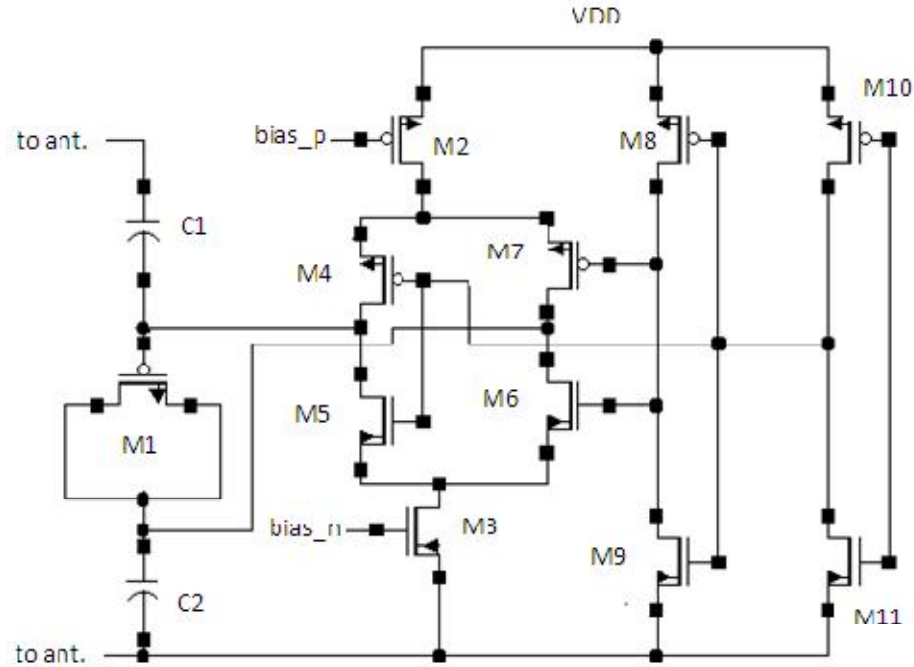 VDD
M10
to ant.
bias_p
M2
M8
C1
M4
M7
M5
M6
M1
bias_n
M3
M9
C2
M11
to ant.